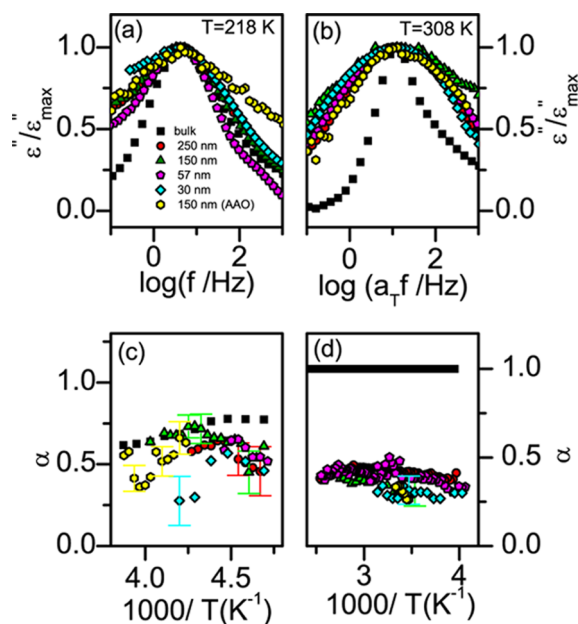 (a) T=218 K
(b) T=308 K
1.0
0.5
0.0
ε"/ε"max
bulk
250 nm
150 nm
57 nm
30 nm
150 nm (AAO)
1.0
0.5
0.0
ε"/ε"max
0 2
log(f /Hz)
0 2
log (aTf /Hz)
(c)
(d)
1.0
0.5
0.0
α
1.0
0.5
0.0
α
4.0 4.5
1000/ T(K-1)
3 4
1000/ T(K-1)